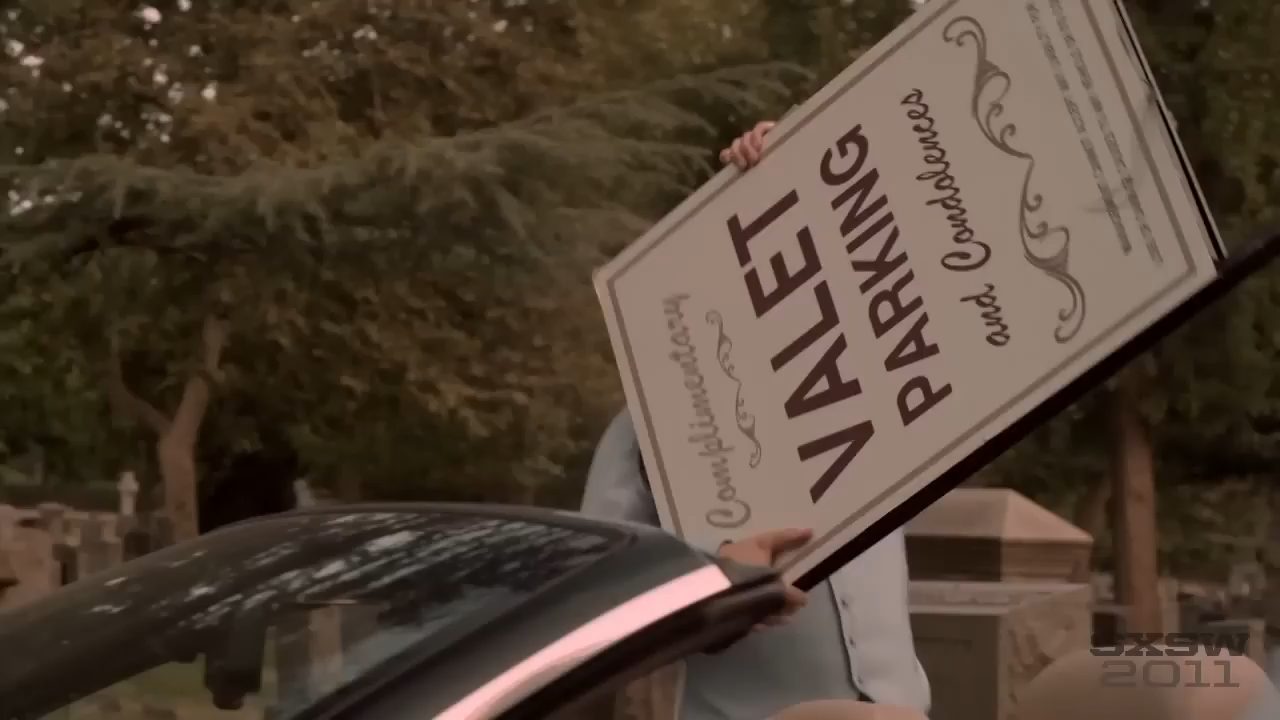 Complimentary
VALET
PARKING
and Condolences
SXSW
2011